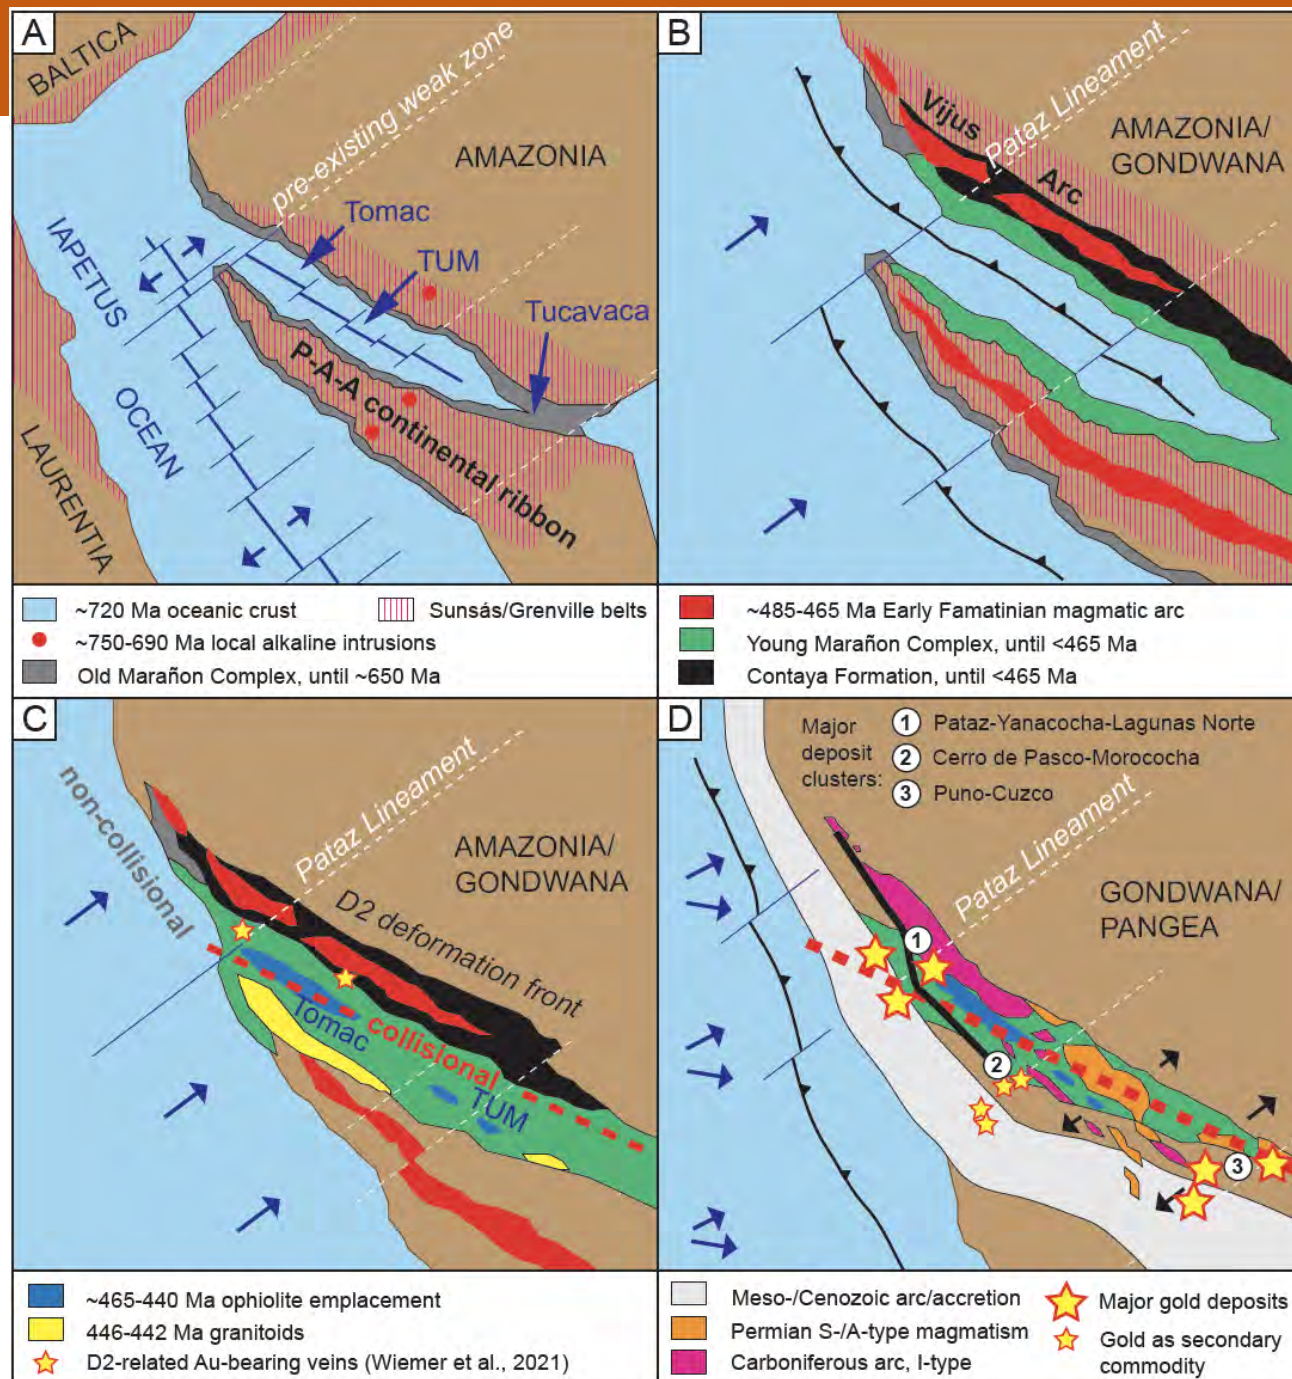 A
BALTICA
pre-existing weak zone
AMAZONIA
Tomac
TUM
Tucavaca
IAPETUS
OCEAN
P-A-A continental ribbon
LAURENTIA
~720 Ma oceanic crust
Sunsás/Grenville belts
~750-690 Ma local alkaline intrusions
Old Marañon Complex, until ~650 Ma
B
Vijus
Arc
Pataz Lineament
AMAZONIA/
GONDWANA
~485-465 Ma Early Famatinian magmatic arc
Young Marañon Complex, until <465 Ma
Contaya Formation, until <465 Ma
C
non-collisional
Pataz Lineament
AMAZONIA/
GONDWANA
D2 deformation front
Tomac
collisional
TUM
~465-440 Ma ophiolite emplacement
446-442 Ma granitoids
D2-related Au-bearing veins (Wiemer et al., 2021)
D
Major
deposit
clusters:
1 Pataz-Yanacocha-Lagunas Norte
2 Cerro de Pasco-Morococha
3 Puno-Cuzco
Pataz Lineament
GONDWANA/
PANGEA
1
2
3
Meso-/Cenozoic arc/accretion
Permian S-/A-type magmatism
Carboniferous arc, I-type
Major gold deposits
Gold as secondary
commodity